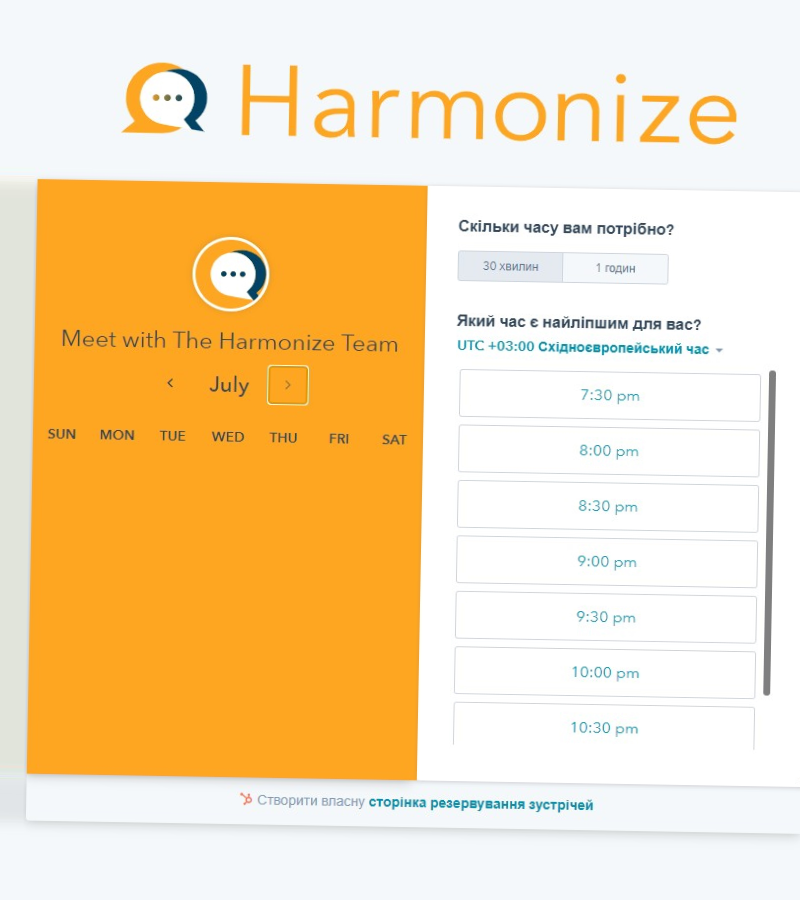 Harmonize
Meet with The Harmonize Team
July
SUN MON TUE WED THU FRI SAT
Скільки часу вам потрібно?
30 хвилин 1 годин
Який час є найліпшим для вас?
UTC +03:00 Східноєвропейський час
7:30 pm
8:00 pm
8:30 pm
9:00 pm
9:30 pm
10:00 pm
10:30 pm
Створити власну сторінка резервування зустрічей